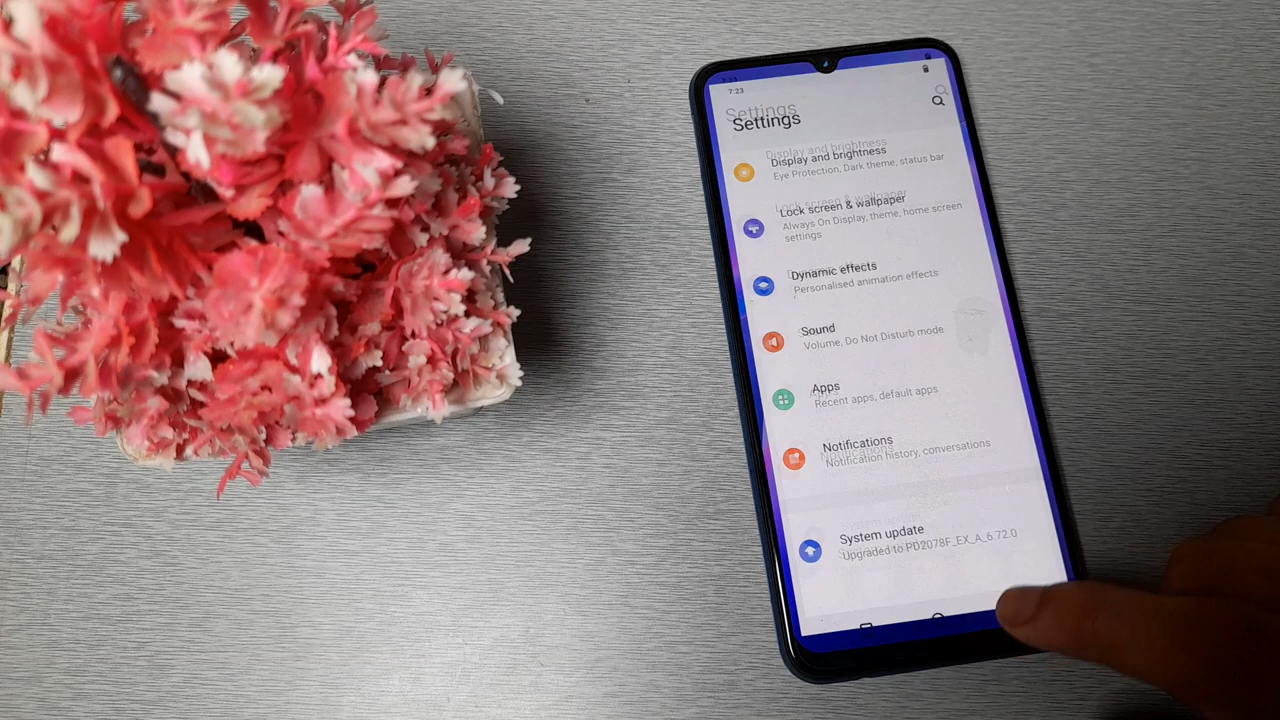 7:23
Settings
Display and brightness
Eye Protection, Dark theme, status bar
Lock screen & wallpaper
Always On Display, theme, home screen
settings
Dynamic effects
Personalised animation effects
Sound
Volume, Do Not Disturb mode
Apps
Recent apps, default apps
Notifications
Notification history, conversations
System update
Upgraded to PD2078F_EX_A_6.72.0